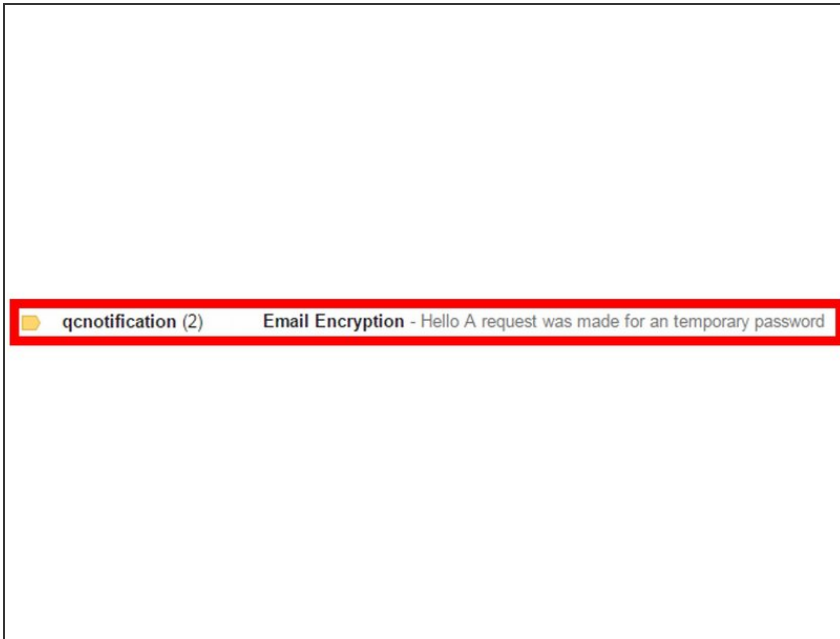 qcnotification (2) Email Encryption - Hello A request was made for an temporary password